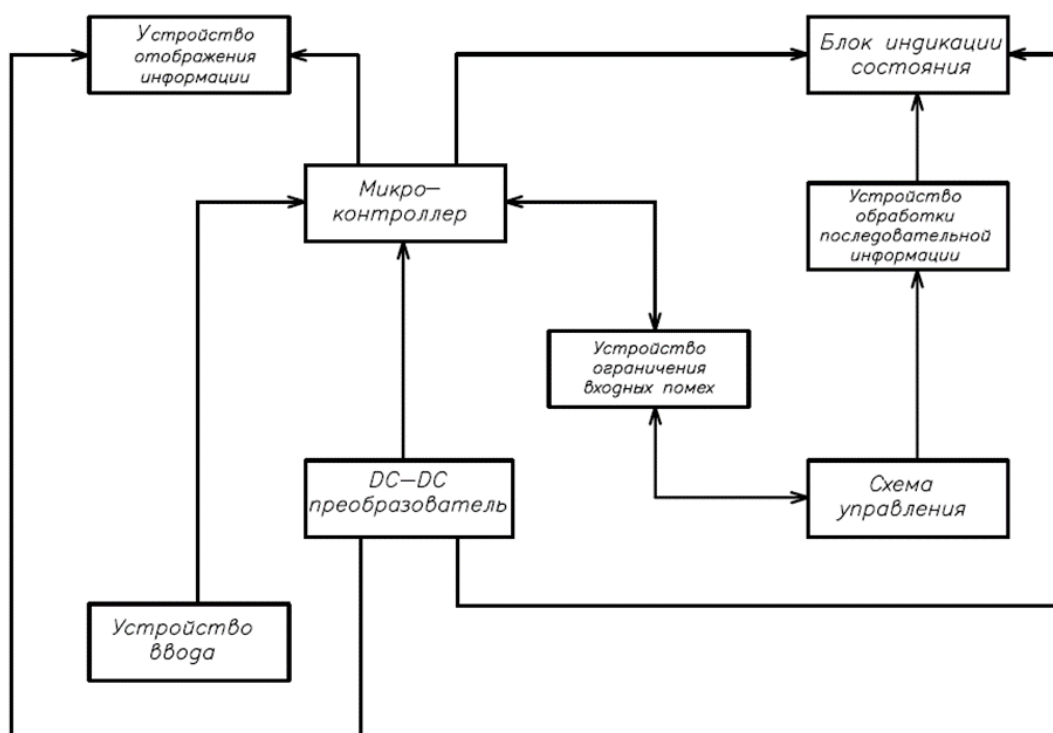 Устройство
отображения
информации
Блок индикации
состояния
Микро—
контроллер
Устройство
обработки
последовательной
информации
Устройство
ограничения
входных помех
DC—DC
преобразователь
Схема
управления
Устройство
ввода